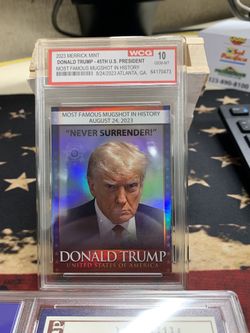 2023 MERRICK MINT
DONALD TRUMP - 45TH U.S. PRESIDENT
MOST FAMOUS MUGSHOT IN HISTORY
8/24/2023 ATLANTA, GA.
WCG
10
GEM-MT
64170473
MOST FAMOUS MUGSHOT IN HISTORY
AUGUST 24, 2023
"NEVER SURRENDER!"
DONALD TRUMP
UNITED STATES OF AMERICA